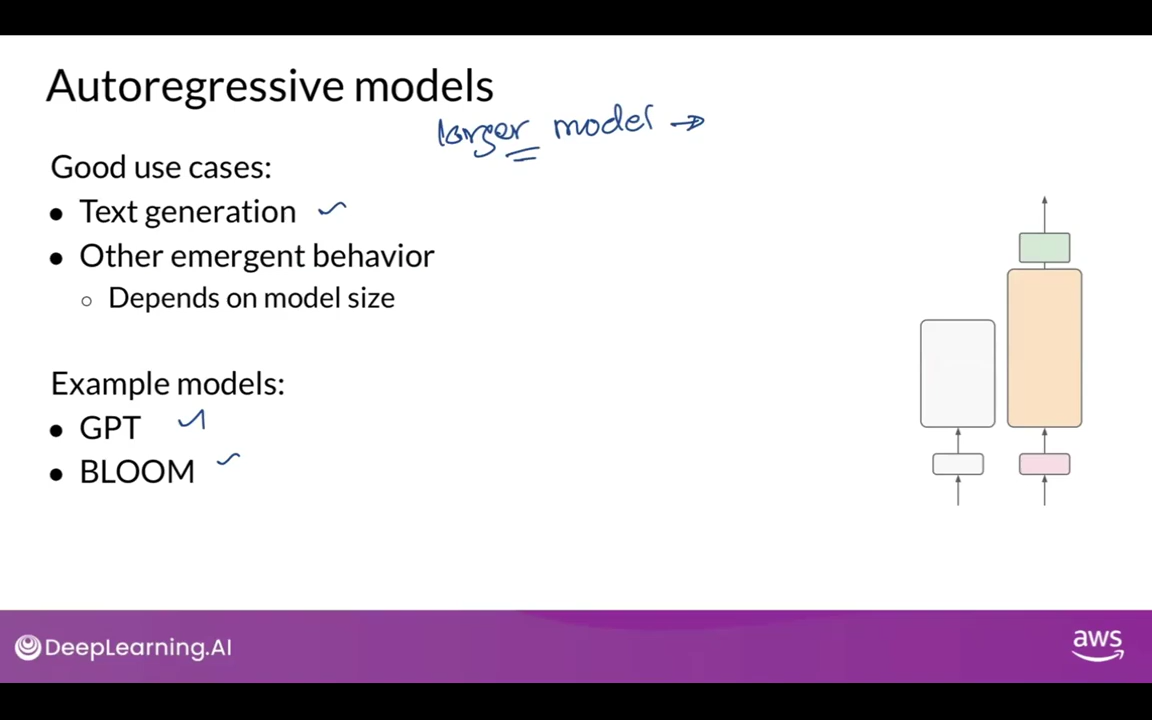 Autoregressive models
larger model →
Good use cases:
● Text generation
● Other emergent behavior
○ Depends on model size
Example models:
● GPT
● BLOOM
DeepLearning.AI
aws